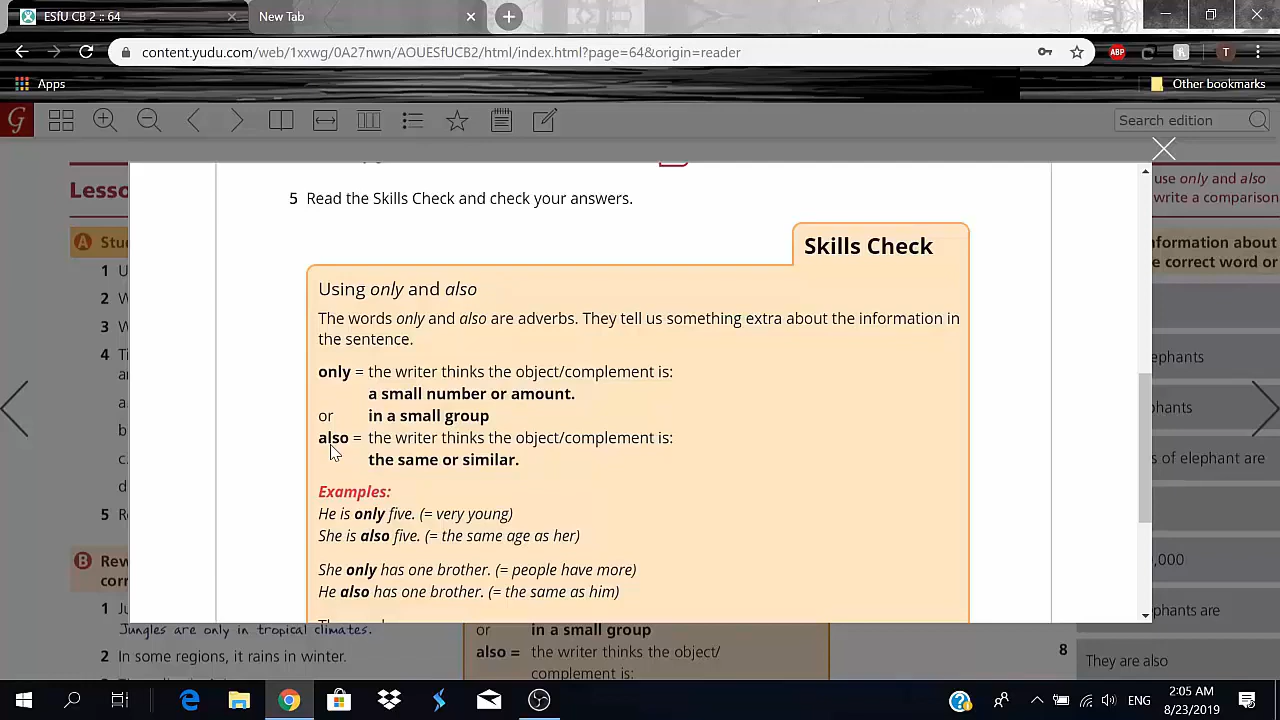 ESfU CB 2 :: 64
New Tab
content.yudu.com/web/1xxwg/0A27nwn/AOUESfUCB2/html/index.html?page=64&origin=reader
ABP
T
Apps
Other bookmarks
G
Search edition
Lesso
use only and also
write a comparison
5 Read the Skills Check and check your answers.
A Stu
nformation about
e correct word or
Skills Check
1 U
2 W
3 W
4 Ti
ar
a
b
c
d
5 Re
Using only and also
The words only and also are adverbs. They tell us something extra about the information in
the sentence.
only = the writer thinks the object/complement is:
a small number or amount.
or in a small group
also = the writer thinks the object/complement is:
the same or similar.
Examples:
He is only five. (= very young)
She is also five. (= the same age as her)
She only has one brother. (= people have more)
He also has one brother. (= the same as him)
ephants
phants
s of elephant are
,000
ephants are
8 They are also
B Rew
corr
1 Ju
Jungles are only in tropical climates.
2 In some regions, it rains in winter.
or in a small group
also = the writer thinks the object/
complement is:
ENG
2:05 AM
8/23/2019